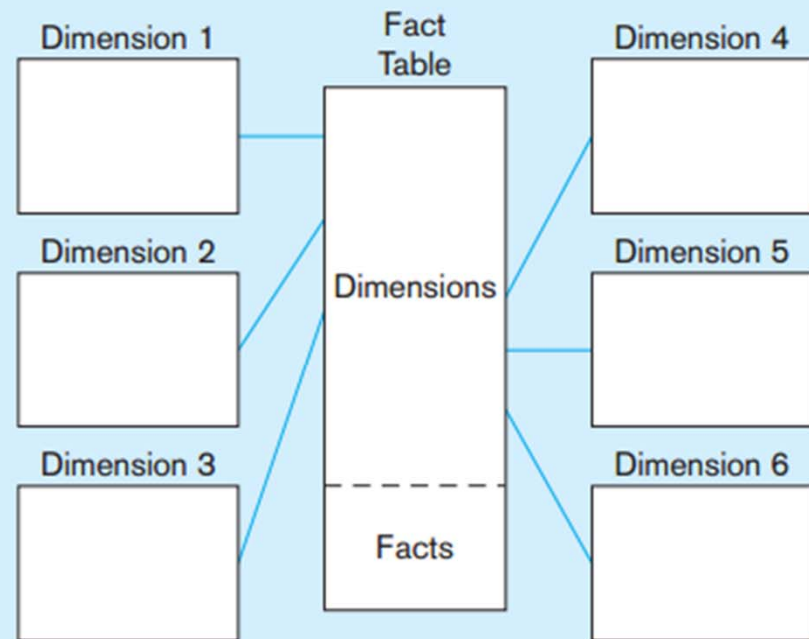 Dimension 1
Fact
Table
Dimension 4
Dimension 2
Dimensions
Dimension 5
Dimension 3
Dimension 6
Facts